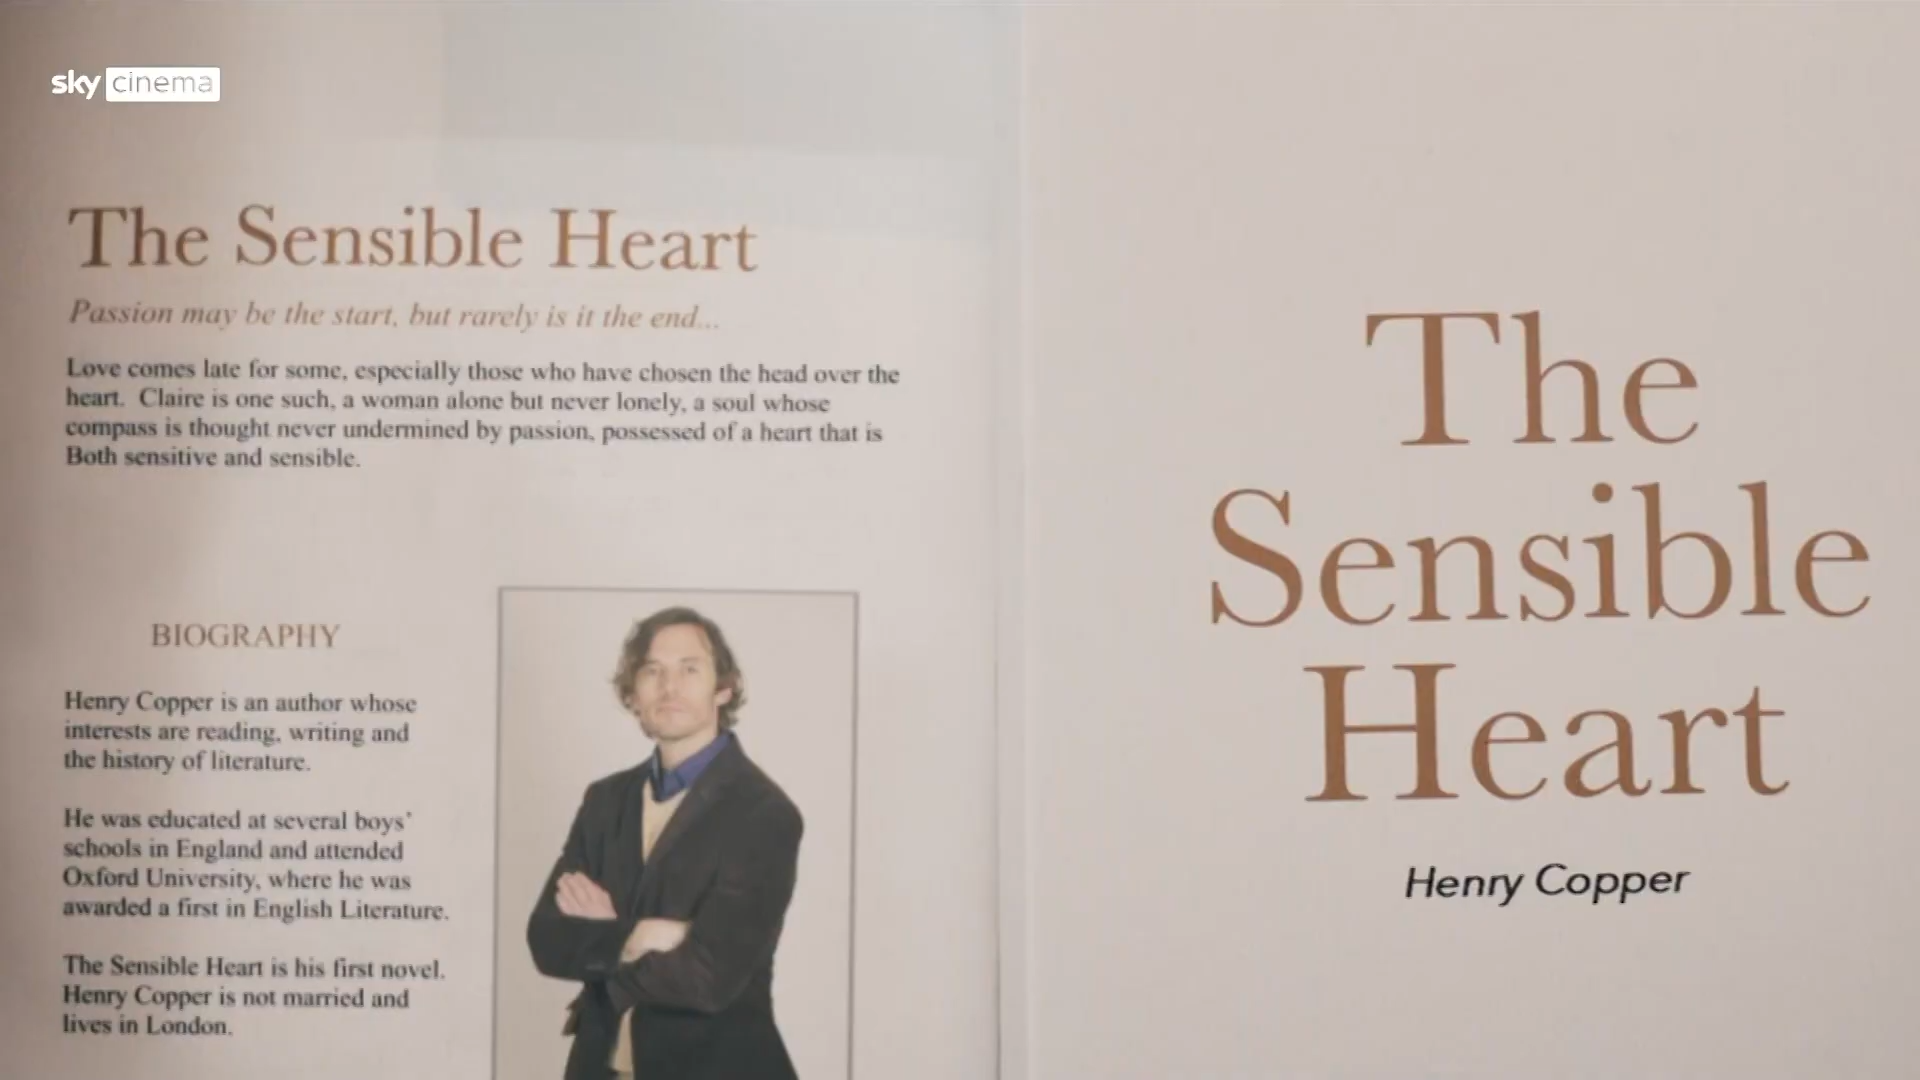 sky cinema
The Sensible Heart
Passion may be the start, but rarely is it the end...
Love comes late for some, especially those who have chosen the head over the
heart.  Claire is one such, a woman alone but never lonely, a soul whose
compass is thought never undermined by passion, possessed of a heart that is
Both sensitive and sensible.
BIOGRAPHY
Henry Copper is an author whose
interests are reading, writing and
the history of literature.
He was educated at several boys’
schools in England and attended
Oxford University, where he was
awarded a first in English Literature.
The Sensible Heart is his first novel.
Henry Copper is not married and
lives in London.
The
Sensible
Heart
Henry Copper